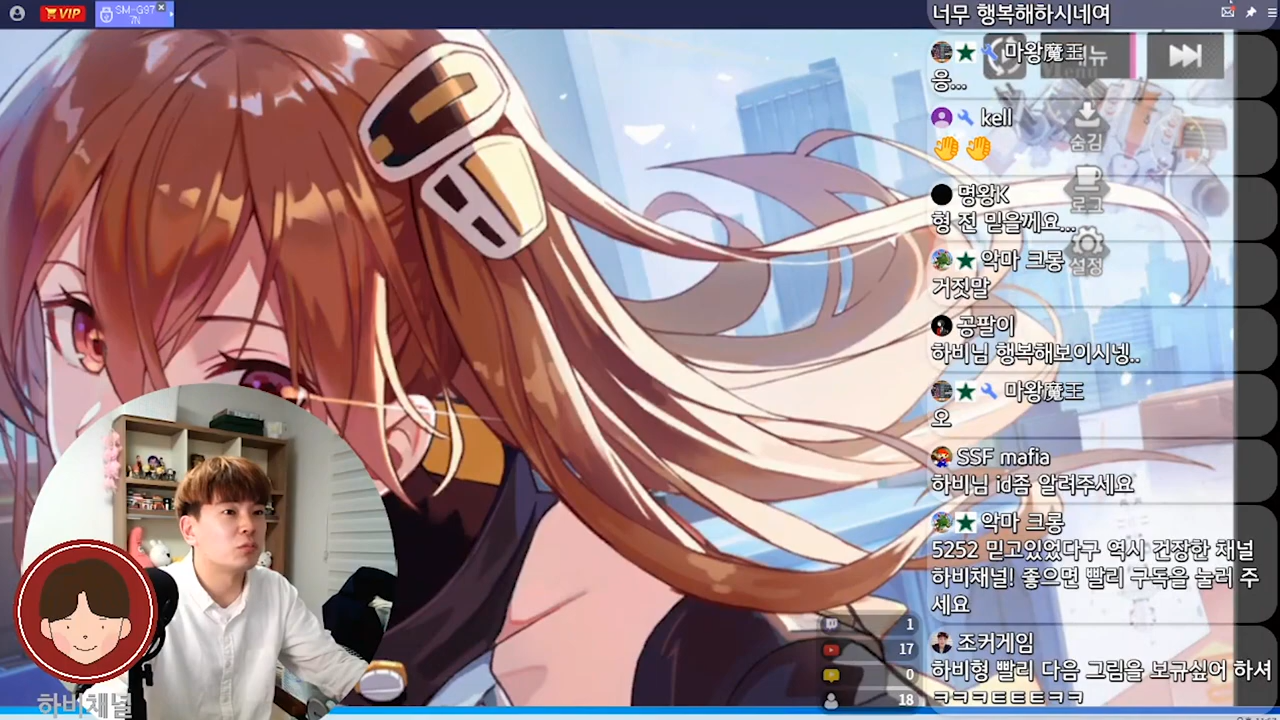 VIP
SM-G97
7N
너무 행복해하시네여
마왕魔王
응...
메뉴
Menu
kell
숨김
명왕K
형 전 믿을께요...
로그
악마 크롱
거짓말
설정
공팔이
하비님 행복해보이시넹..
마왕魔王
오
SSF mafia
하비님 id좀 알려주세요
악마 크롱
5252 믿고있었다구 역시 건장한 채널
하비채널! 좋으면 빨리 구독을 눌러 주
세요
1
조커게임
17
하비형 빨리 다음 그림을 보규싶어 하셔
0
ㅋㅋㅋㅌㅌㅌㅋㅋ
18
하비채널